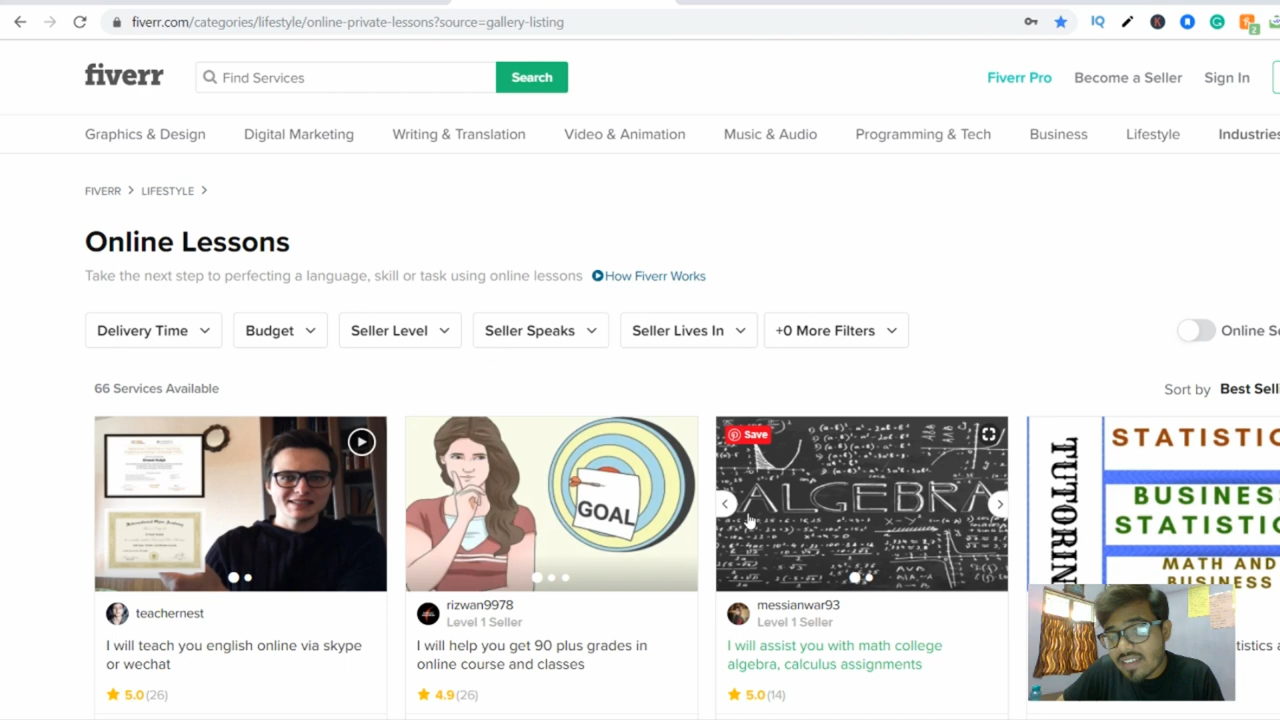 fiverr.com/categories/lifestyle/online-private-lessons?source=gallery-listing
fiverr
Find Services
Search
Fiverr Pro
Become a Seller
Sign In
Graphics & Design
Digital Marketing
Writing & Translation
Video & Animation
Music & Audio
Programming & Tech
Business
Lifestyle
Industries
FIVERR > LIFESTYLE >
Online Lessons
Take the next step to perfecting a language, skill or task using online lessons
How Fiverr Works
Delivery Time
Budget
Seller Level
Seller Speaks
Seller Lives In
+0 More Filters
Online Se
66 Services Available
Sort by Best Sell
GOAL
Save
ALGEBRA
TUTORIN
STATISTIC
BUSINES
STATISTIC
MATH AND
BUSINESS
teachernest
I will teach you english online via skype
or wechat
5.0 (26)
rizwan9978
Level 1 Seller
I will help you get 90 plus grades in
online course and classes
4.9 (26)
messianwar93
Level 1 Seller
I will assist you with math college
algebra, calculus assignments
5.0 (14)
tistics a